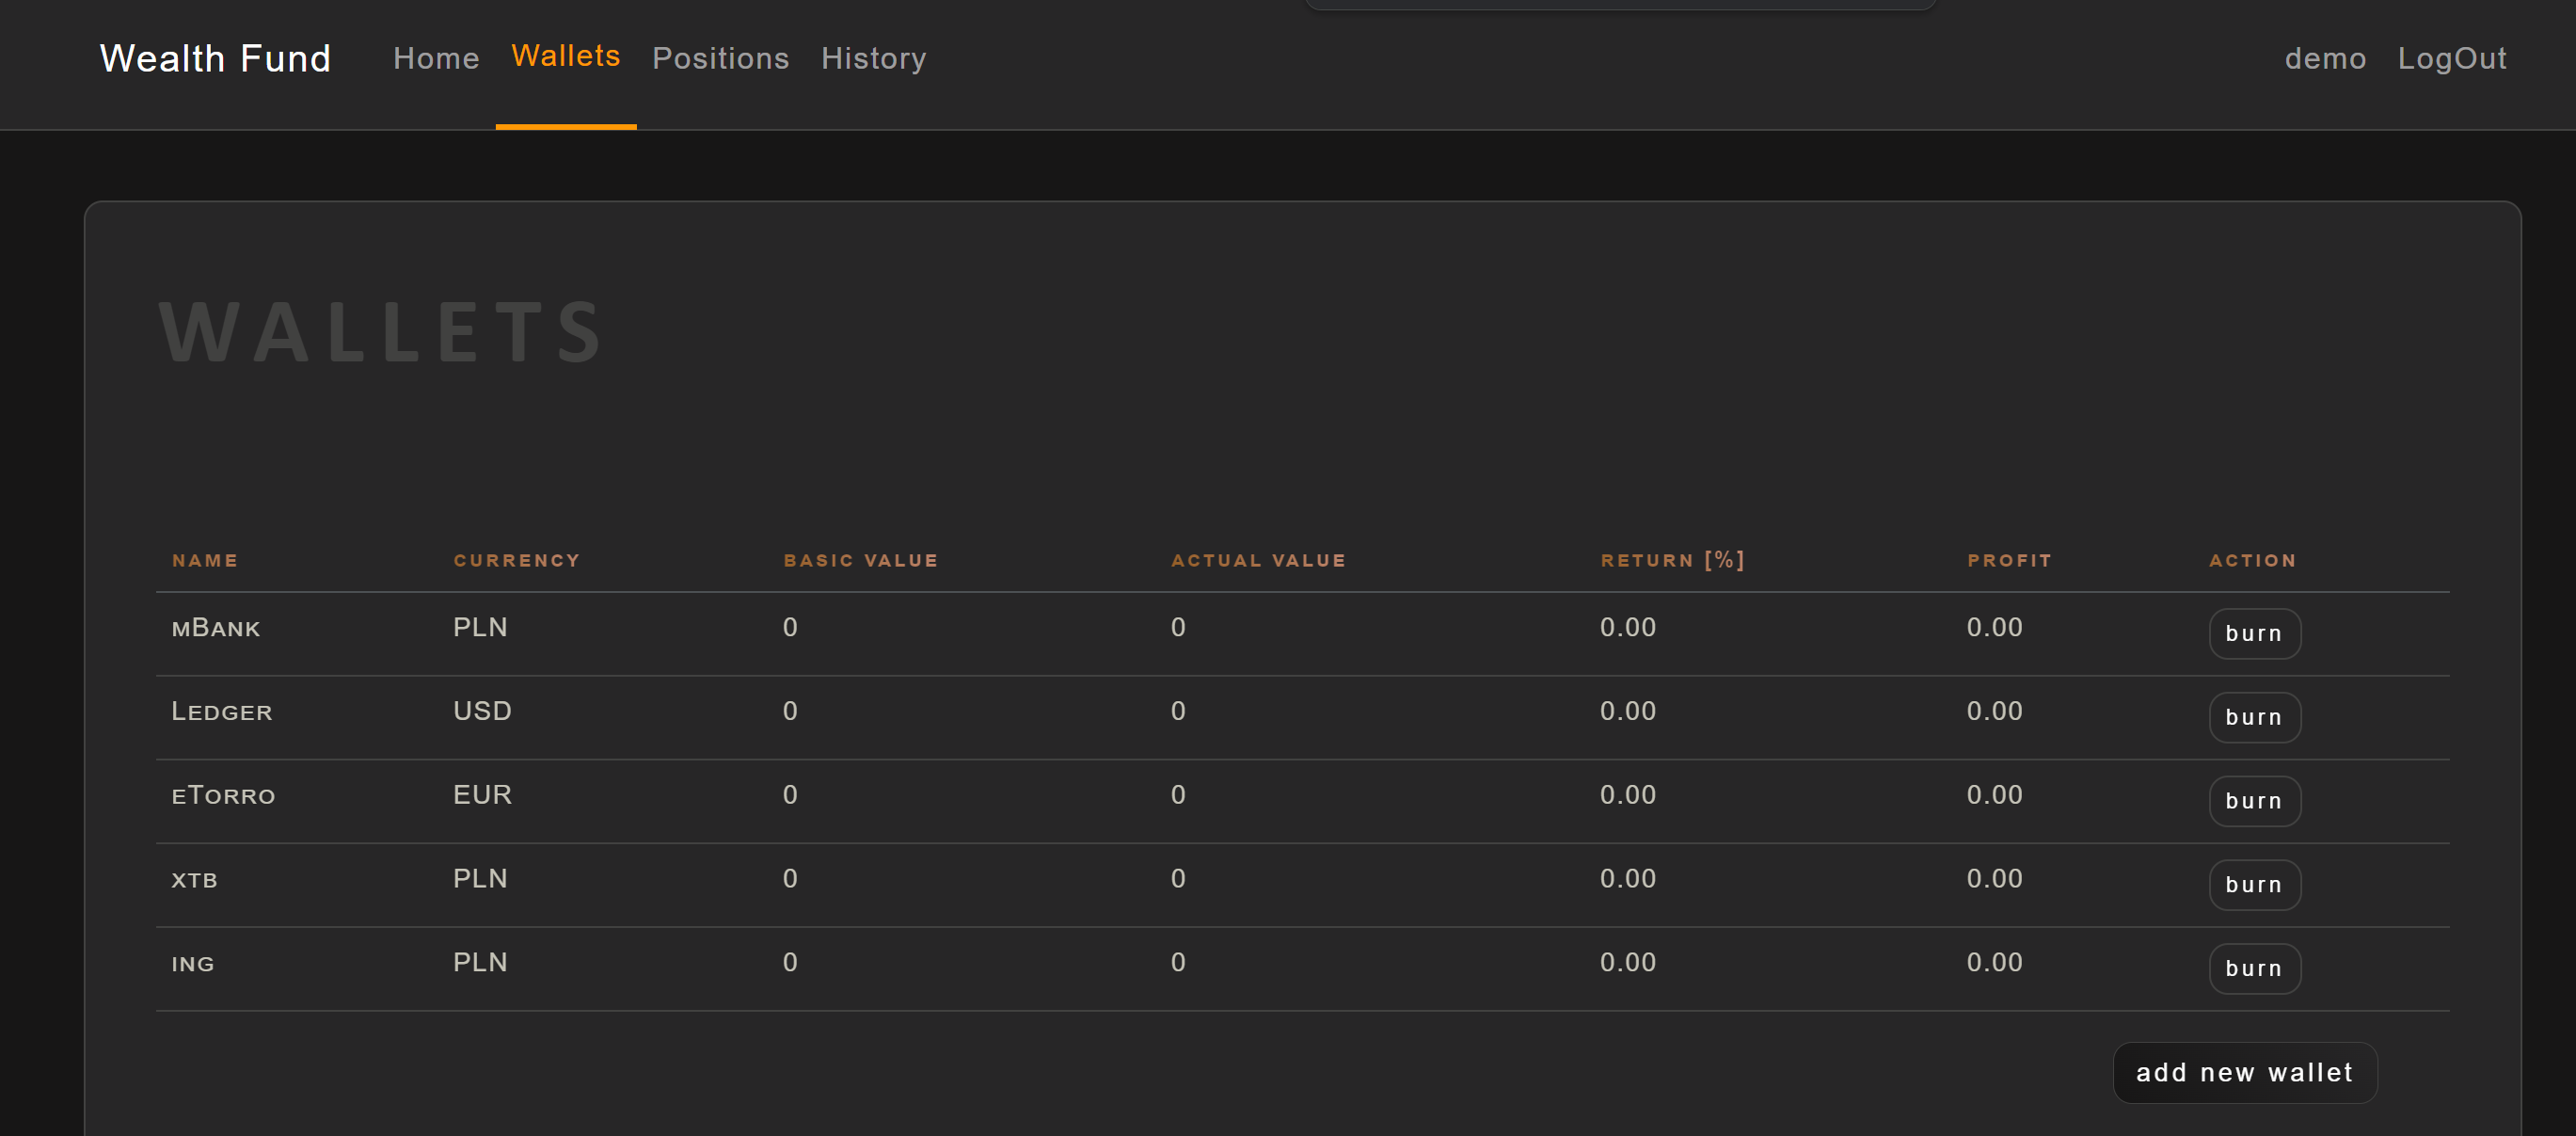 Wealth Fund Home Wallets Positions History demo LogOut
WALLETS
NAME CURRENCY BASIC VALUE ACTUAL VALUE RETURN [%] PROFIT ACTION
mBank PLN 0 0 0.00 0.00 burn
Ledger USD 0 0 0.00 0.00 burn
eTorro EUR 0 0 0.00 0.00 burn
xtb PLN 0 0 0.00 0.00 burn
ing PLN 0 0 0.00 0.00 burn
add new wallet